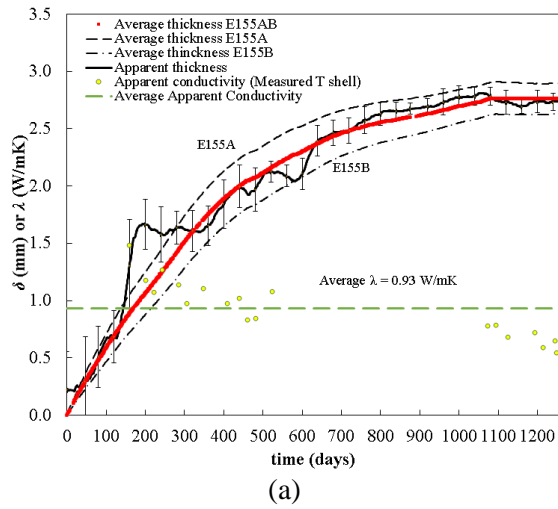 Average thickness E155AB
Average thickness E155A
Average thinckness E155B
Apparent thickness
Apparent conductivity (Measured T shell)
Average Apparent Conductivity
3.0
2.5
2.0
1.5
1.0
0.5
0.0
δ (mm) or λ (W/mK)
E155A
E155B
Average λ = 0.93 W/mK
0 100 200 300 400 500 600 700 800 900 1000 1100 1200
time (days)
(a)